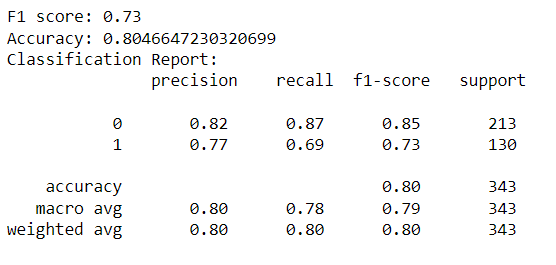 F1 score: 0.73
Accuracy: 0.8046647230320699
Classification Report:
precision recall f1-score support
0 0.82 0.87 0.85 213
1 0.77 0.69 0.73 130
accuracy 0.80 343
macro avg 0.80 0.78 0.79 343
weighted avg 0.80 0.80 0.80 343